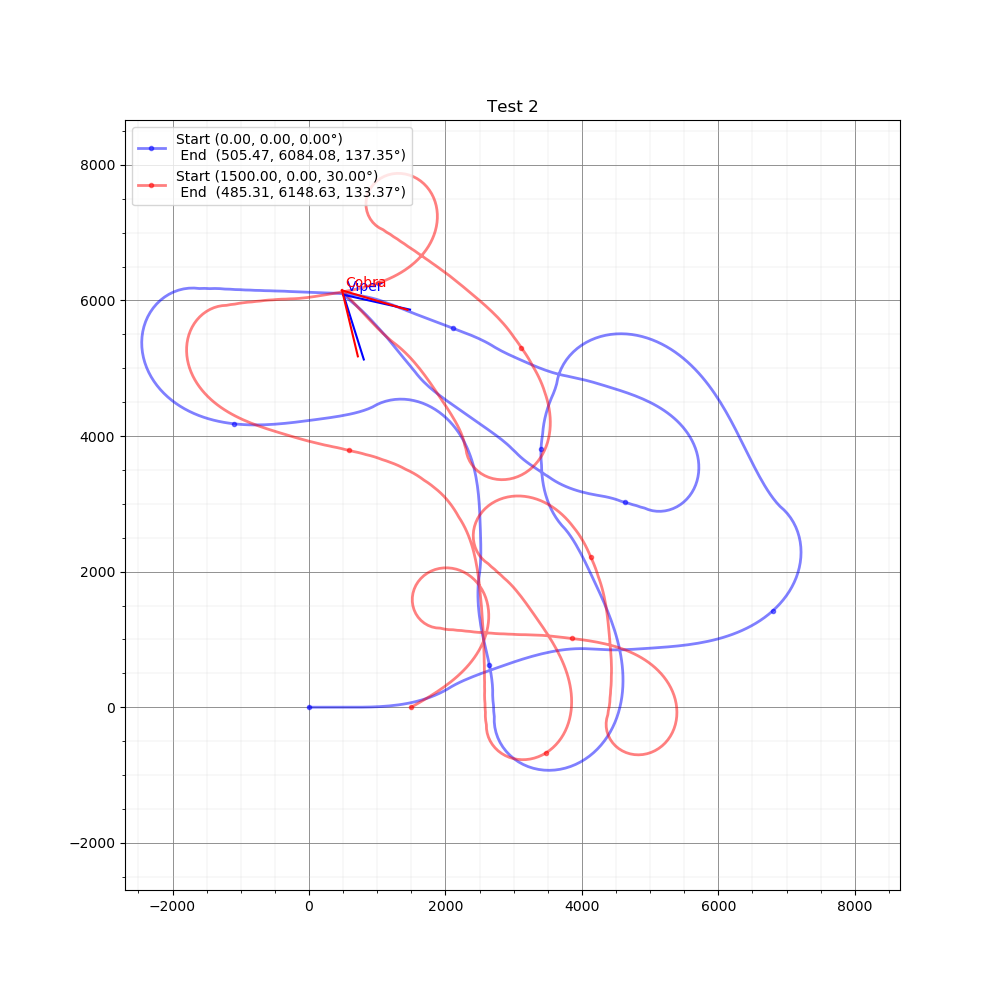 Test 2
Start (0.00, 0.00, 0.00°)
End  (505.47, 6084.08, 137.35°)
Start (1500.00, 0.00, 30.00°)
End  (485.31, 6148.63, 133.37°)
8000
6000
4000
2000
0
−2000
Cobra
Viper
−2000
0
2000
4000
6000
8000